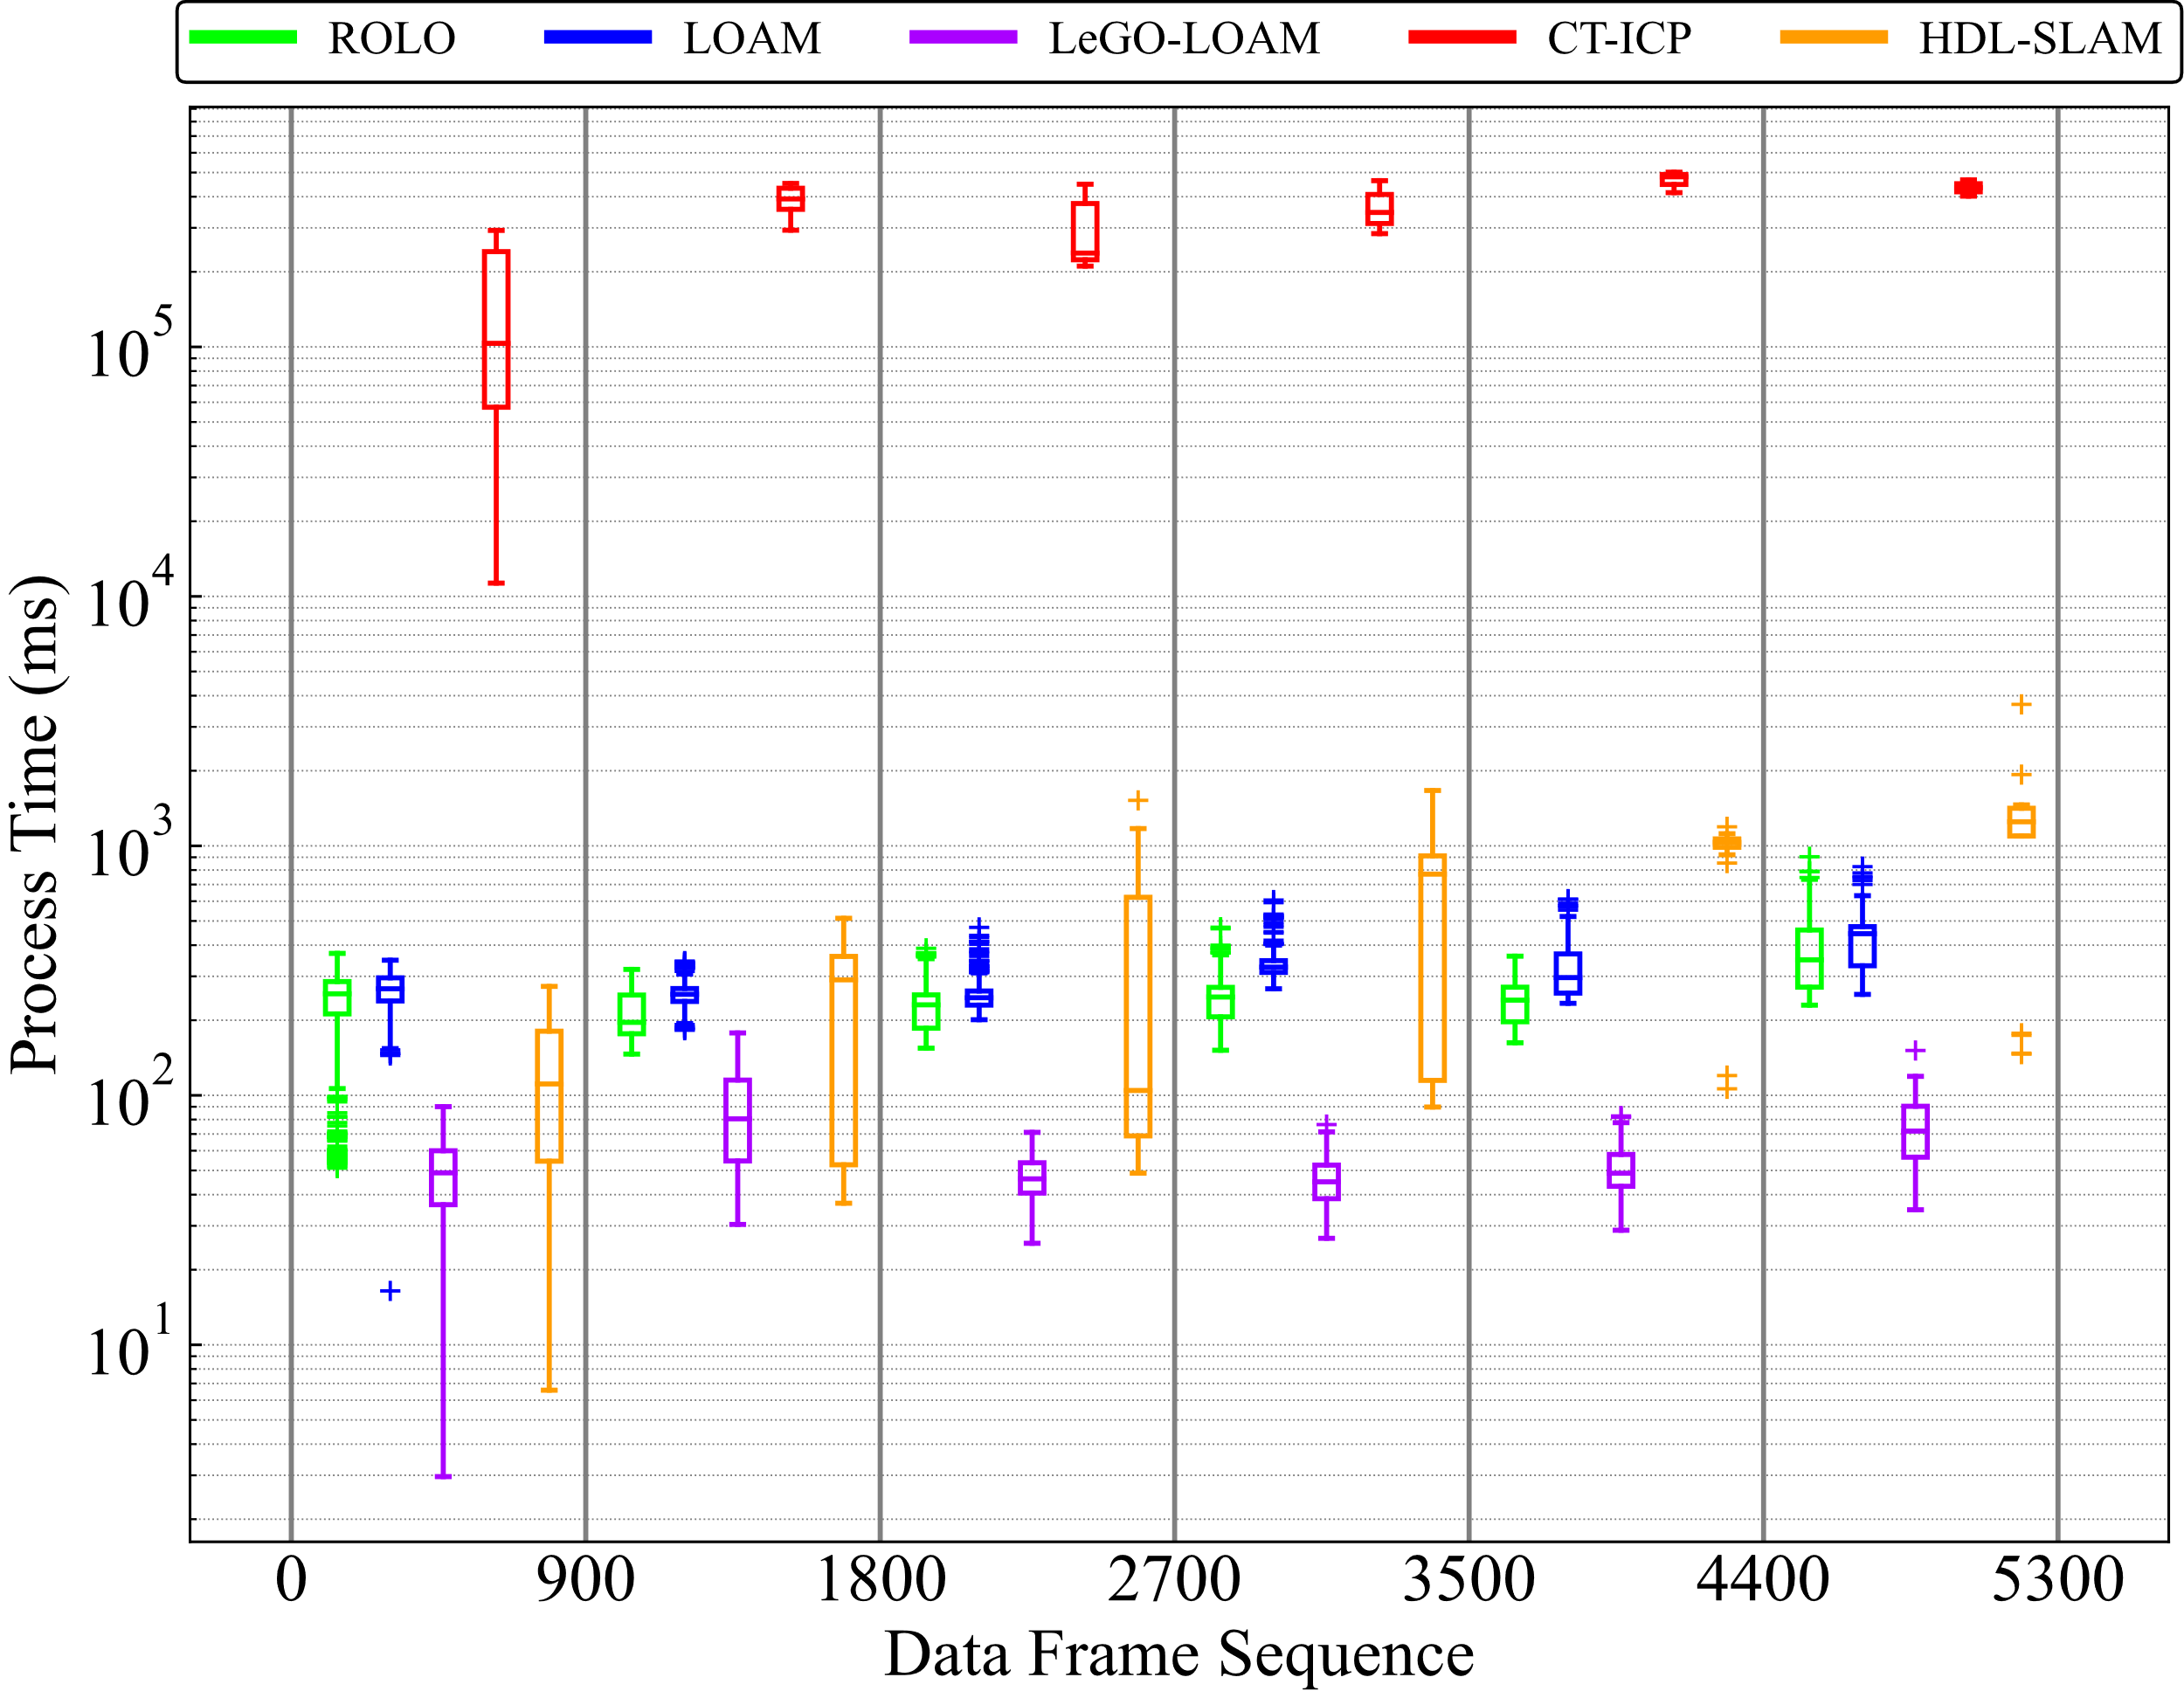 ROLO LOAM LeGO-LOAM CT-ICP HDL-SLAM
Process Time (ms)
10^5
10^4
10^3
10^2
10^1
0 900 1800 2700 3500 4400 5300
Data Frame Sequence